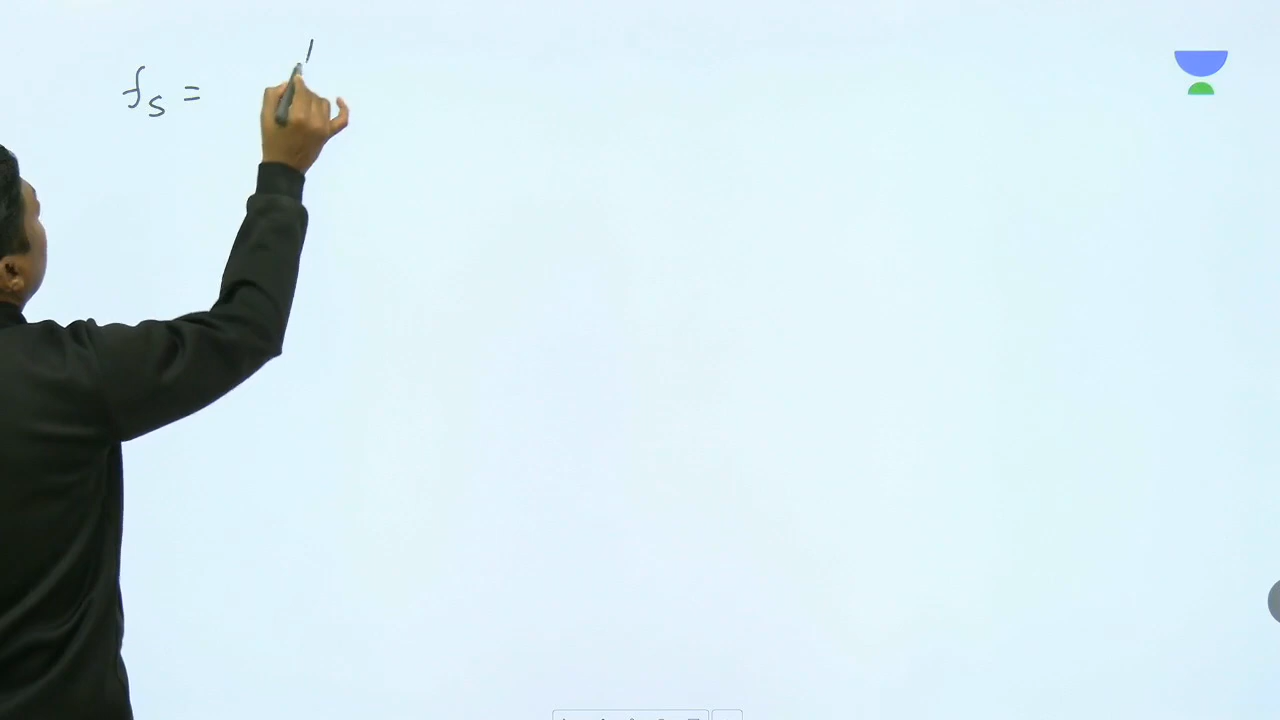 fs =